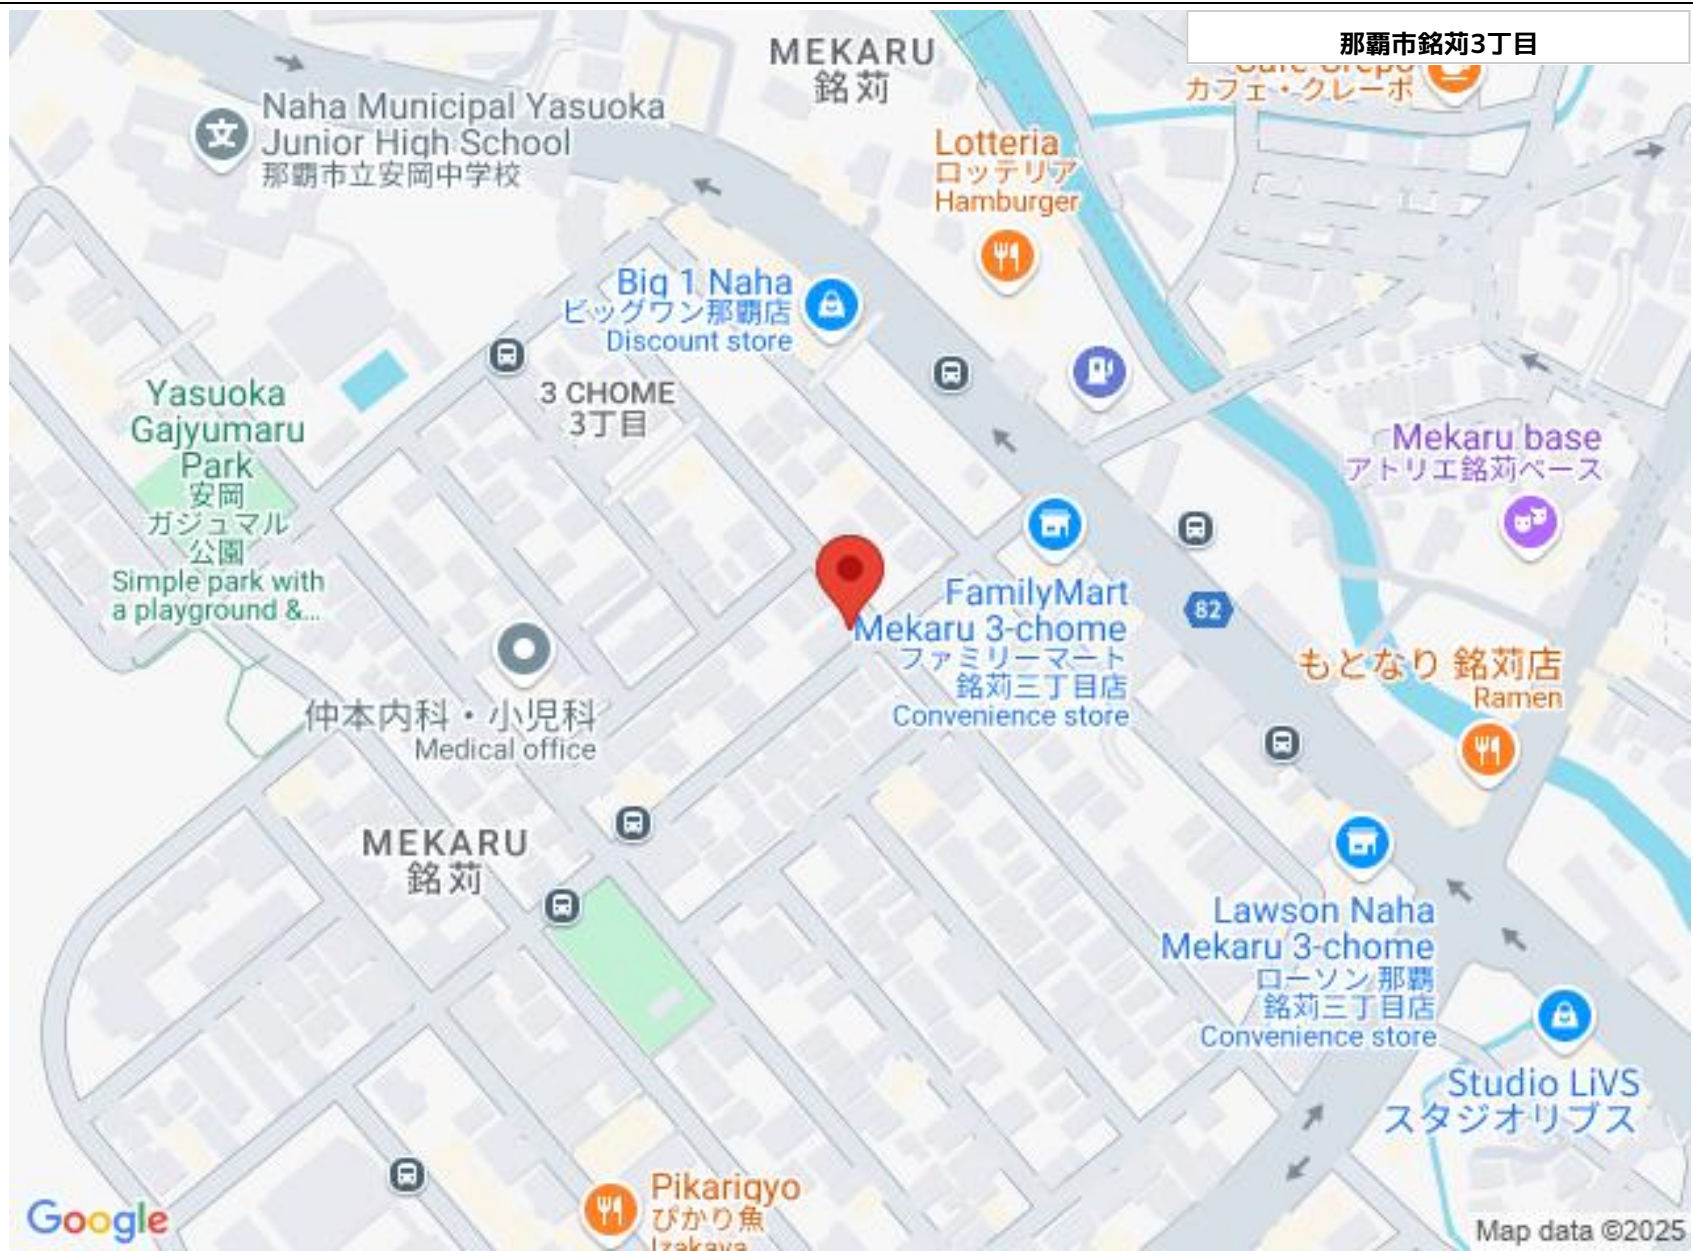 那覇市銘苅3丁目
MEKARU
銘苅
カフェ・クレーポ
Naha Municipal Yasuoka
Junior High School
那覇市立安岡中学校
Lotteria
ロッテリア
Hamburger
Big 1 Naha
ビッグワン那覇店
Discount store
3 CHOME
3丁目
Yasuoka
Gajyumaru
Park
安岡
ガジュマル
公園
Simple park with
a playground &...
Mekaru base
アトリエ銘苅ベース
FamilyMart
Mekaru 3-chome
ファミリーマート
銘苅三丁目店
Convenience store
82
もとなり 銘苅店
Ramen
仲本内科・小児科
Medical office
MEKARU
銘苅
Lawson Naha
Mekaru 3-chome
ローソン 那覇
銘苅三丁目店
Convenience store
Studio LiVS
スタジオリブス
Pikarigyo
ぴかり魚
Izakaya
Google
Map data ©2025